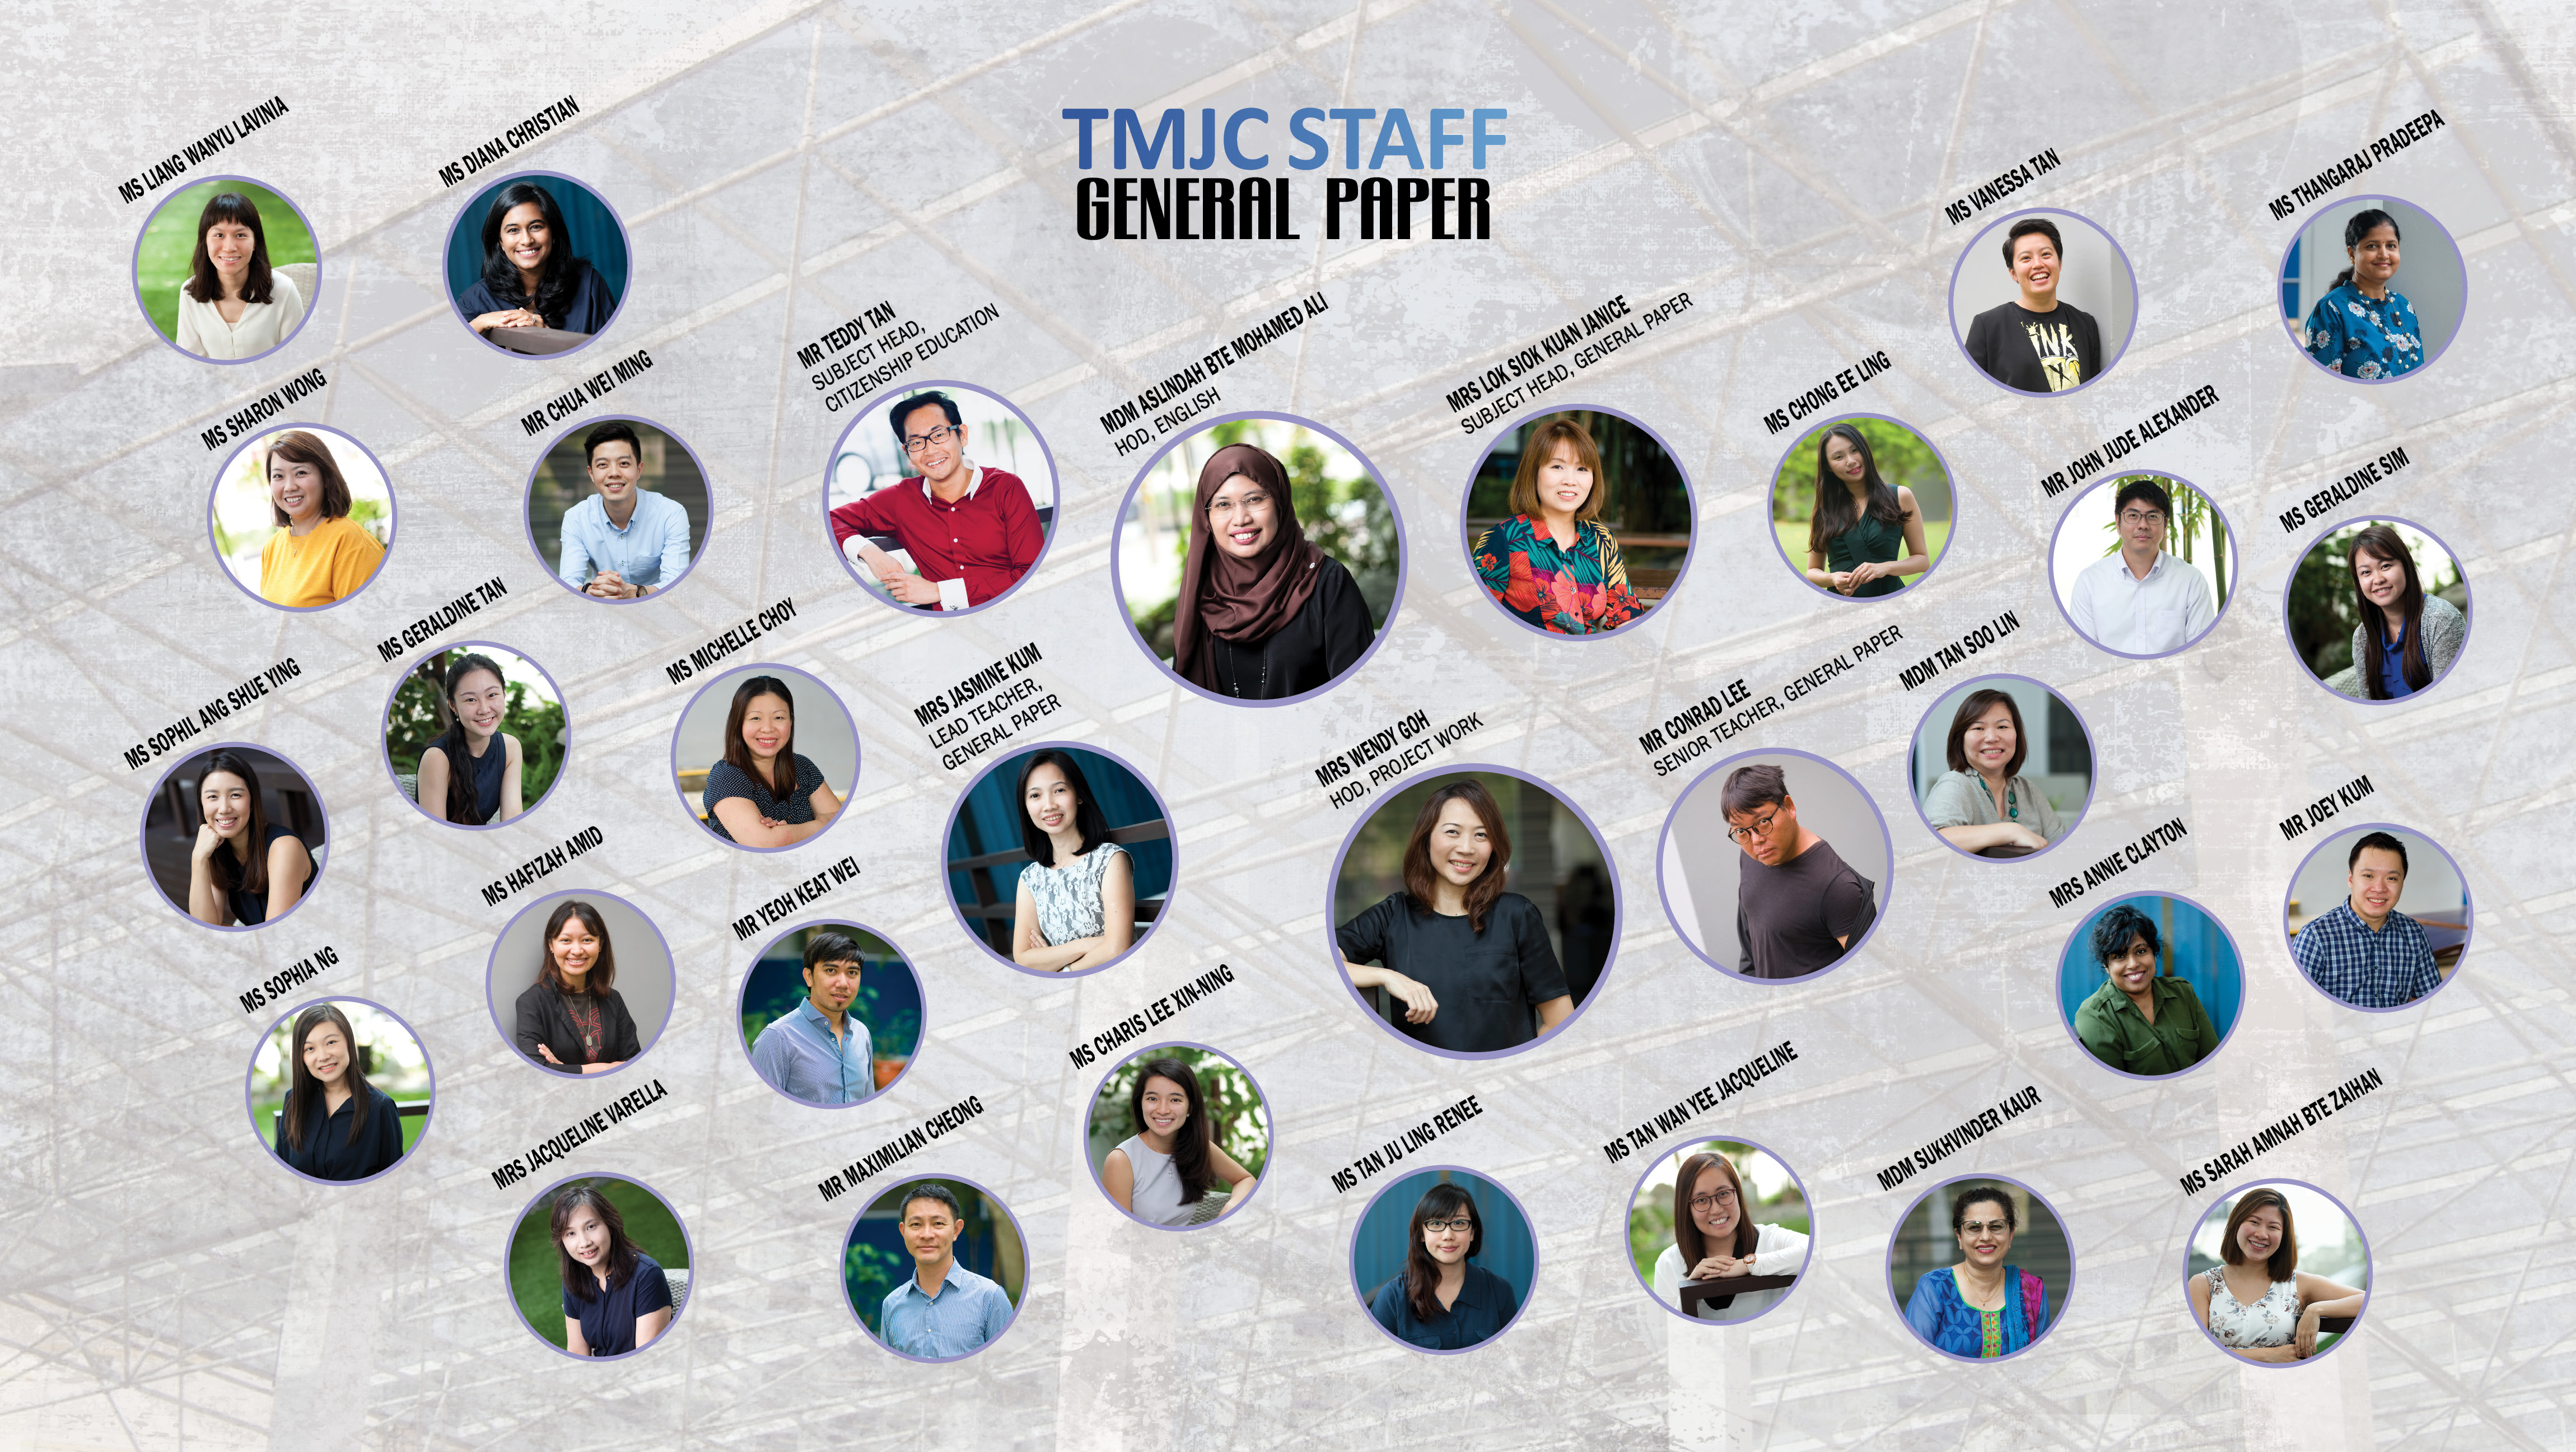 TMJC STAFF
GENERAL PAPER
MS LIANG WANYU LAVINIA
MS DIANA CHRISTIAN
MS VANESSA TAN
MS THANGARAJ PRADEEPA
MS SHARON WONG
MR CHUA WEI MING
MR TEDDY TAN
SUBJECT HEAD,
CITIZENSHIP EDUCATION
MDM ASLINDAH BTE MOHAMED ALI
HOD, ENGLISH
MRS LOK SIOK KUAN JANICE
SUBJECT HEAD, GENERAL PAPER
MS CHONG EE LING
MR JOHN JUDE ALEXANDER
MS GERALDINE SIM
INK
MS SOPHIL ANG SHUE YING
MS GERALDINE TAN
MS MICHELLE CHOY
MRS JASMINE KUM
LEAD TEACHER,
GENERAL PAPER
MRS WENDY GOH
HOD, PROJECT WORK
MR CONRAD LEE
SENIOR TEACHER, GENERAL PAPER
MDM TAN SOO LIN
MRS ANNIE CLAYTON
MR JOEY KUM
MS SOPHIA NG
MS HAFIZAH AMID
MR YEOH KEAT WEI
MS CHARIS LEE XIN-NING
MRS JACQUELINE VARELLA
MR MAXIMILIAN CHEONG
MS TAN JU LING RENEE
MS TAN WAN YEE JACQUELINE
MDM SUKHVINDER KAUR
MS SARAH AMNAH BTE ZAIHAN